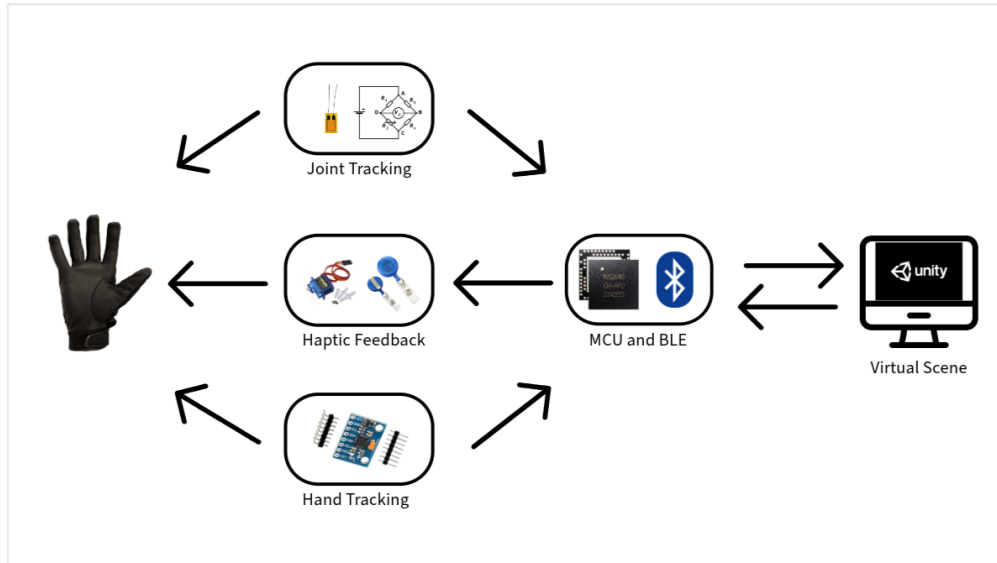 Joint Tracking
Haptic Feedback
MCU and BLE
unity
Virtual Scene
Hand Tracking